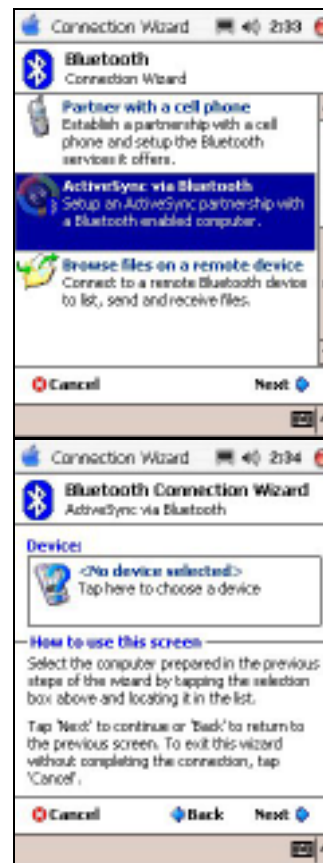 Connection Wizard 2:33
Bluetooth
Connection Wizard
Partner with a cell phone
Establish a partnership with a cell
phone and setup the Bluetooth
services it offers.
ActiveSync via Bluetooth
Setup an ActiveSync partnership with
a Bluetooth enabled computer.
Browse files on a remote device
Connect to a remote Bluetooth device
to list, send and receive files.
Cancel Next
Connection Wizard 2:34
Bluetooth Connection Wizard
ActiveSync via Bluetooth
Device:
<No device selected>
Tap here to choose a device
How to use this screen
Select the computer prepared in the previous
steps of the wizard by tapping the selection
box above and locating it in the list.
Tap 'Next' to continue or 'Back' to return to
the previous screen. To exit this wizard
without completing the connection, tap
'Cancel'.
Cancel Back Next